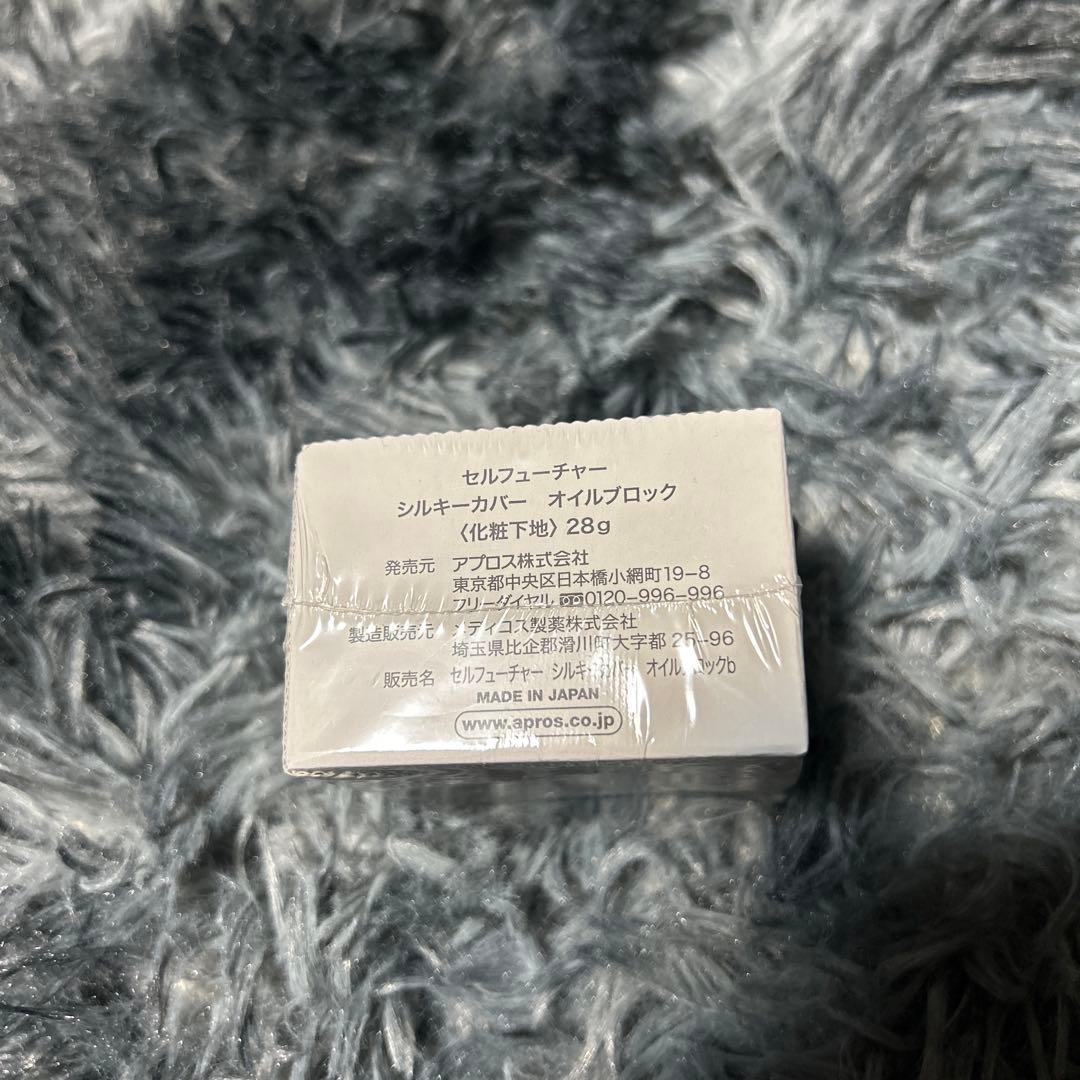 セルフューチャー
シルキーカバー オイルブロック
〈化粧下地〉28g
発売元 アプロス株式会社
東京都中央区日本橋小網町19-8
フリーダイヤル 0120-996-996
製造販売元 メディコス製薬株式会社
埼玉県比企郡滑川町大字都 25-96
販売名 セルフューチャー シルキーカバー オイルブロックb
MADE IN JAPAN
www.apros.co.jp